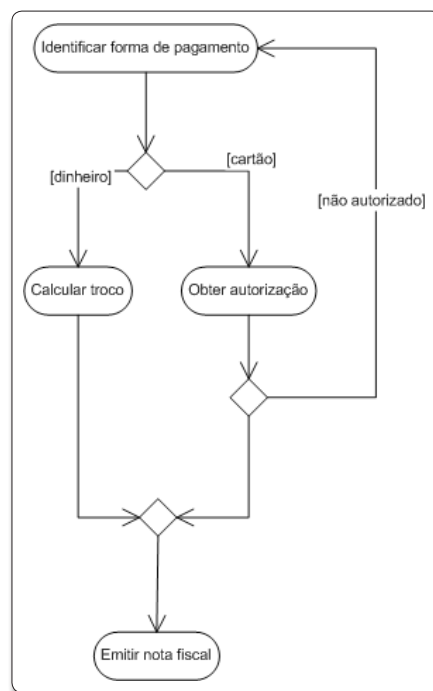 Identificar forma de pagamento
[cartão]
[dinheiro]
[não autorizado]
Calcular troco
Obter autorização
Emitir nota fiscal